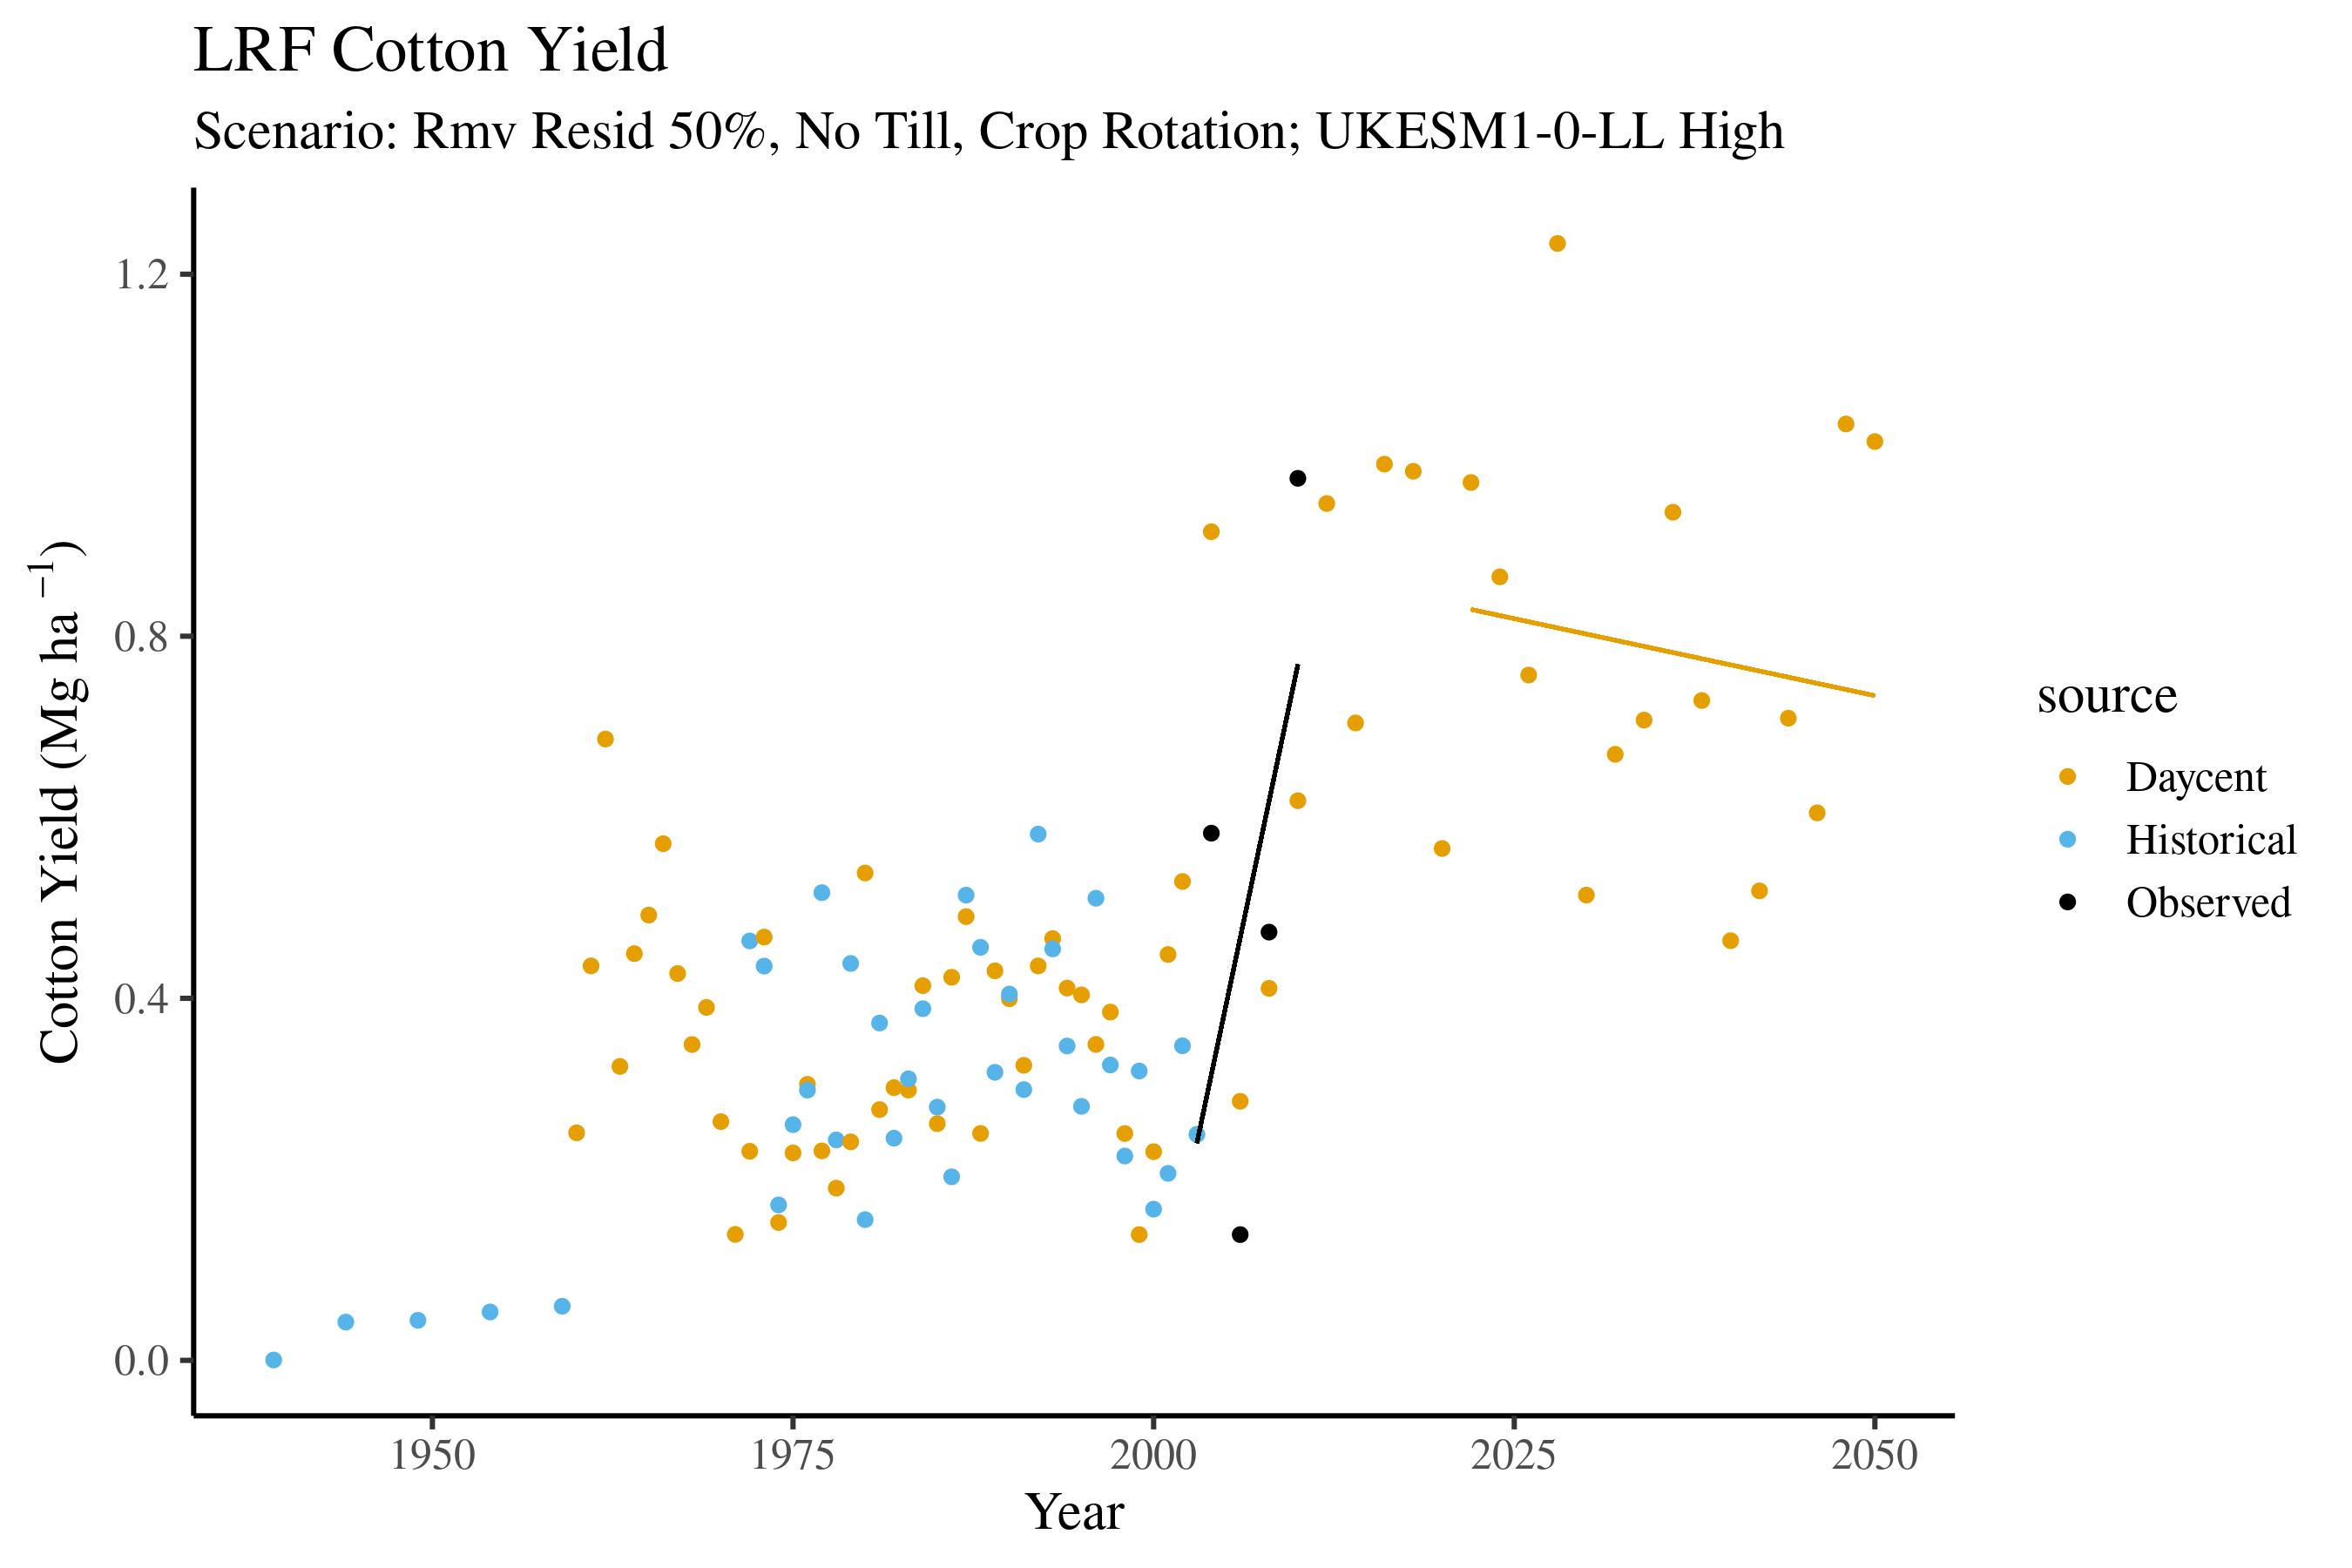 LRF Cotton Yield
Scenario: Rmv Resid 50%, No Till, Crop Rotation; UKESM1-0-LL High
Cotton Yield (Mg ha −1)
1.2
0.8
0.4
0.0
1950 1975 2000 2025 2050
Year
source
Daycent
Historical
Observed